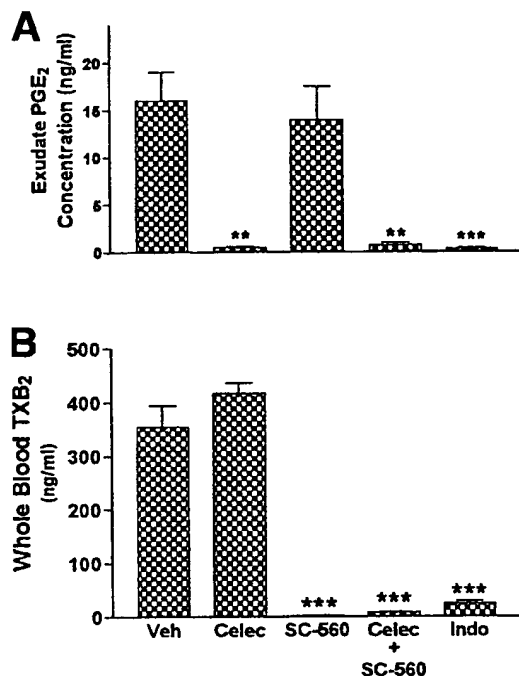 A
Exudate PGE₂
Concentration (ng/ml)
20
15
10
5
0
**
**
***
B
Whole Blood TXB₂
(ng/ml)
500
400
300
200
100
0
***
***
***
Veh
Celec
SC-560
Celec
+
SC-560
Indo